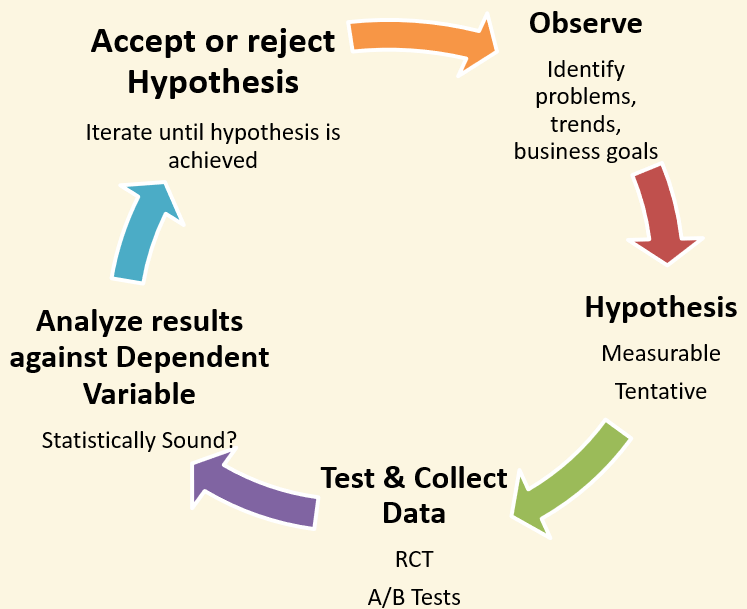 Accept or reject
Hypothesis
Iterate until hypothesis is
achieved
Observe
Identify
problems,
trends,
business goals
Hypothesis
Measurable
Tentative
Test & Collect
Data
RCT
A/B Tests
Analyze results
against Dependent
Variable
Statistically Sound?